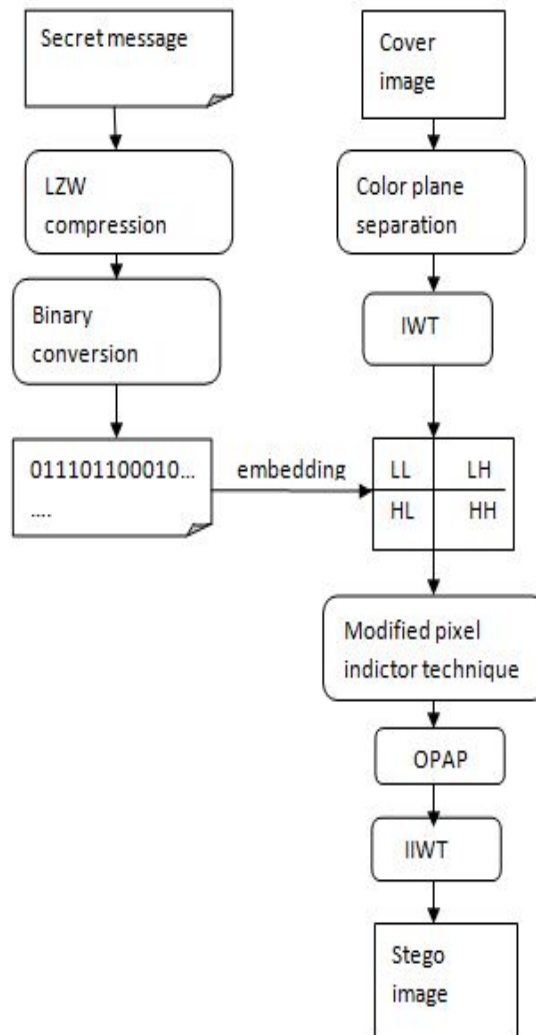 Secret message
LZW
compression
Binary
conversion
011101100010...
....
embedding
Cover
image
Color plane
separation
IWT
LL LH
HL HH
Modified pixel
indictor technique
OPAP
IIWT
Stego
image